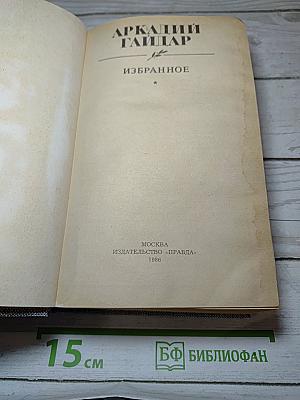 АРКАДИЙ
ГАЙДАР
ИЗБРАННОЕ
*
МОСКВА
ИЗДАТЕЛЬСТВО «ПРАВДА»
1986
15 см
БФ БИБЛИОФАН